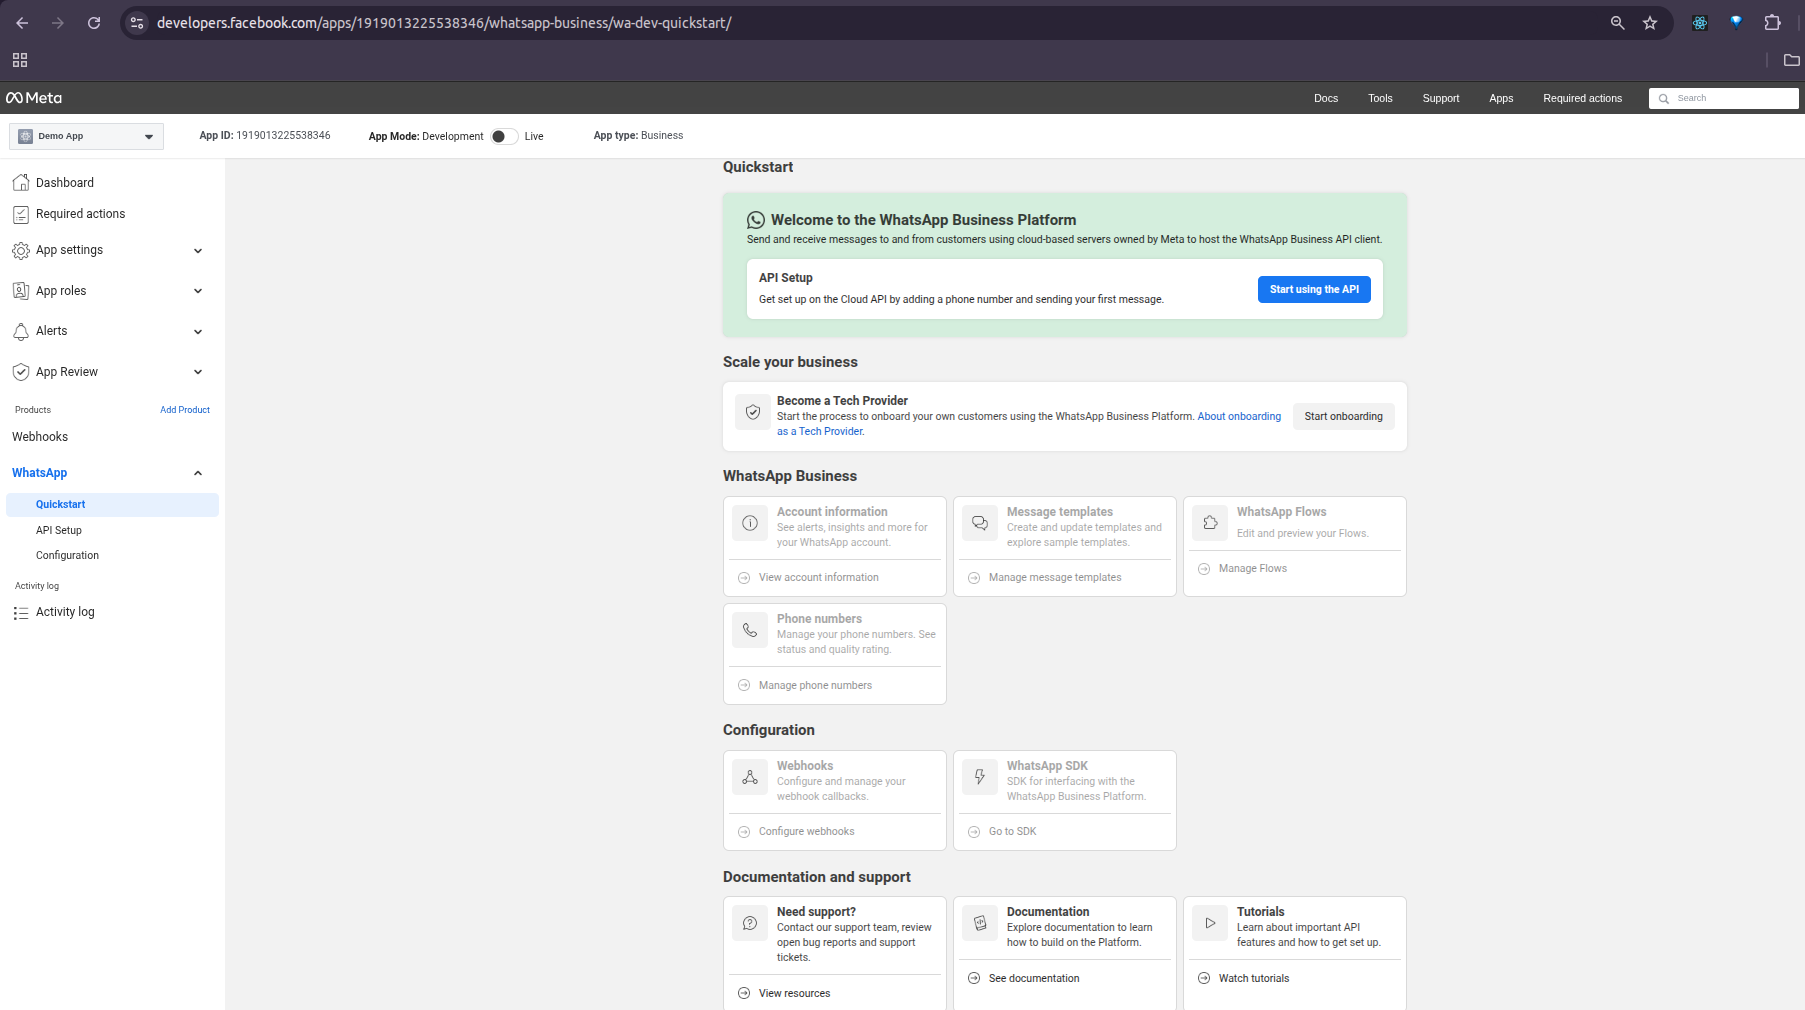 developers.facebook.com/apps/1919013225538346/whatsapp-business/wa-dev-quickstart/
Meta
Docs
Tools
Support
Apps
Required actions
Search
Demo App
App ID: 1919013225538346
App Mode: Development
Live
App type: Business
Dashboard
Required actions
App settings
App roles
Alerts
App Review
Products
Add Product
Webhooks
WhatsApp
Quickstart
API Setup
Configuration
Activity log
Activity log
Quickstart
Welcome to the WhatsApp Business Platform
Send and receive messages to and from customers using cloud-based servers owned by Meta to host the WhatsApp Business API client.
API Setup
Get set up on the Cloud API by adding a phone number and sending your first message.
Start using the API
Scale your business
Become a Tech Provider
Start the process to onboard your own customers using the WhatsApp Business Platform. About onboarding
as a Tech Provider.
Start onboarding
WhatsApp Business
Account information
See alerts, insights and more for
your WhatsApp account.
View account information
Message templates
Create and update templates and
explore sample templates.
Manage message templates
WhatsApp Flows
Edit and preview your Flows.
Manage Flows
Phone numbers
Manage your phone numbers. See
status and quality rating.
Manage phone numbers
Configuration
Webhooks
Configure and manage your
webhook callbacks.
Configure webhooks
WhatsApp SDK
SDK for interfacing with the
WhatsApp Business Platform.
Go to SDK
Documentation and support
Need support?
Contact our support team, review
open bug reports and support
tickets.
View resources
Documentation
Explore documentation to learn
how to build on the Platform.
See documentation
Tutorials
Learn about important API
features and how to get set up.
Watch tutorials